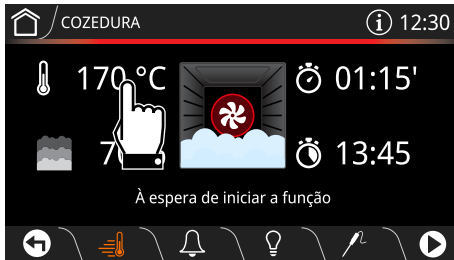 COZEDURA
i 12:30
170 °C
01:15'
13:45
À espera de iniciar a função